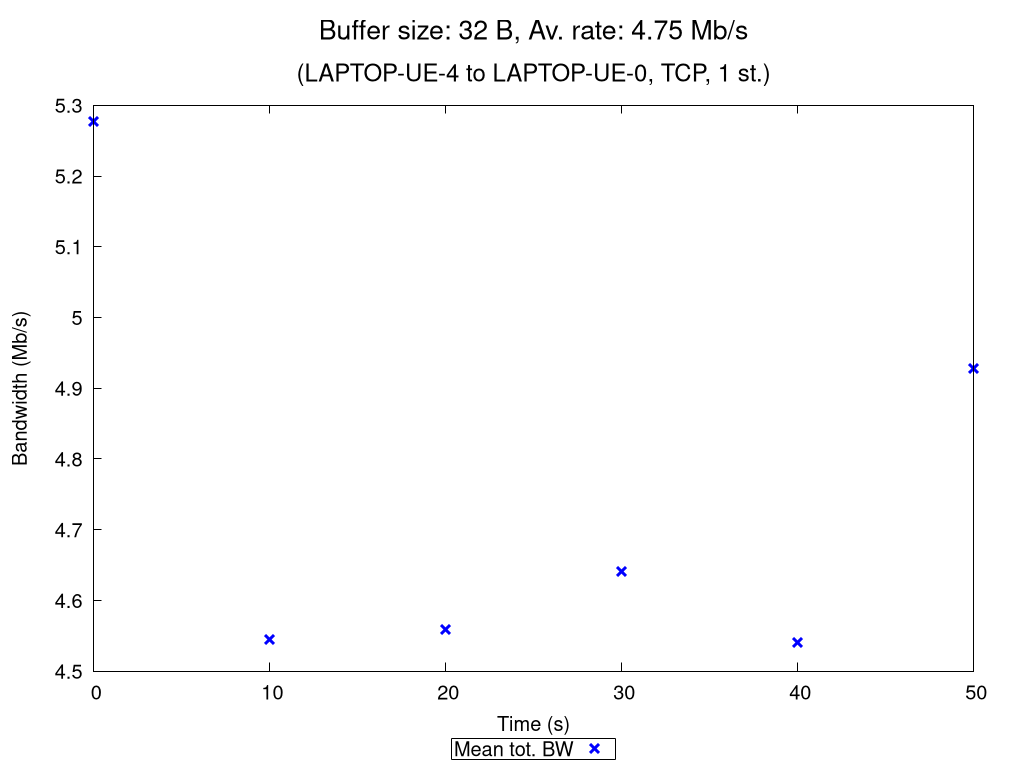 Buffer size: 32 B, Av. rate: 4.75 Mb/s
(LAPTOP-UE-4 to LAPTOP-UE-0, TCP, 1 st.)
5.3
5.2
5.1
5
4.9
4.8
4.7
4.6
4.5
Bandwidth (Mb/s)
0 10 20 30 40 50
Time (s)
Mean tot. BW